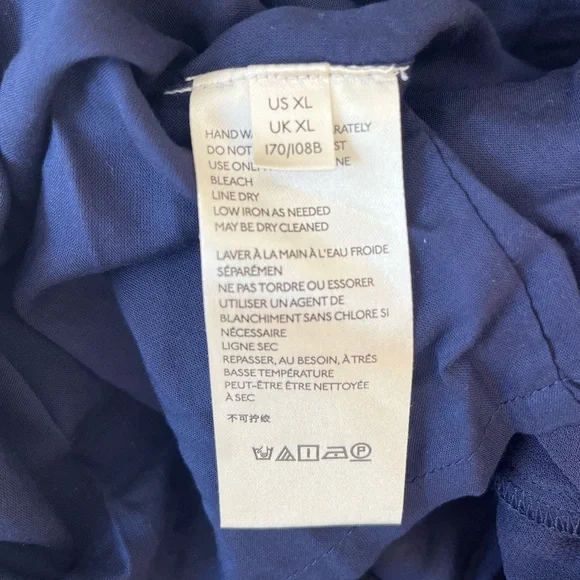 US XL
UK XL
170/108B
HAND WA RATELY
DO NOT ST
USE ONL NE
BLEACH
LINE DRY
LOW IRON AS NEEDED
MAY BE DRY CLEANED
LAVER À LA MAIN À L'EAU FROIDE
SÉPARÉMEN
NE PAS TORDRE OU ESSORER
UTILISER UN AGENT DE
BLANCHIMENT SANS CHLORE SI
NÉCESSAIRE
LIGNE SEC
REPASSER, AU BESOIN, À TRÉS
BASSE TEMPÉRATURE
PEUT-ÊTRE ÊTRE NETTOYÉE
À SEC
不可拧绞
P